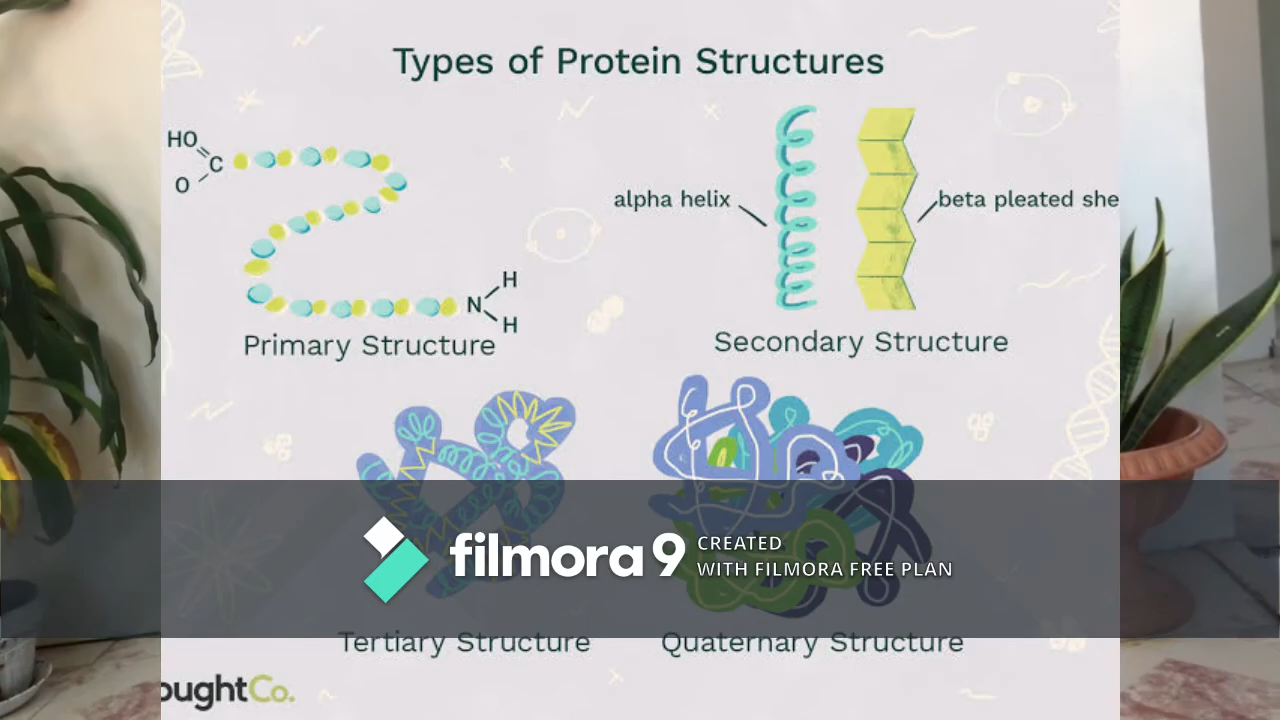 Types of Protein Structures
HO
C
O
N
H
H
Primary Structure
alpha helix
beta pleated she
Secondary Structure
filmora9
CREATED
WITH FILMORA FREE PLAN
Tertiary Structure
Quaternary Structure
oughtCo.